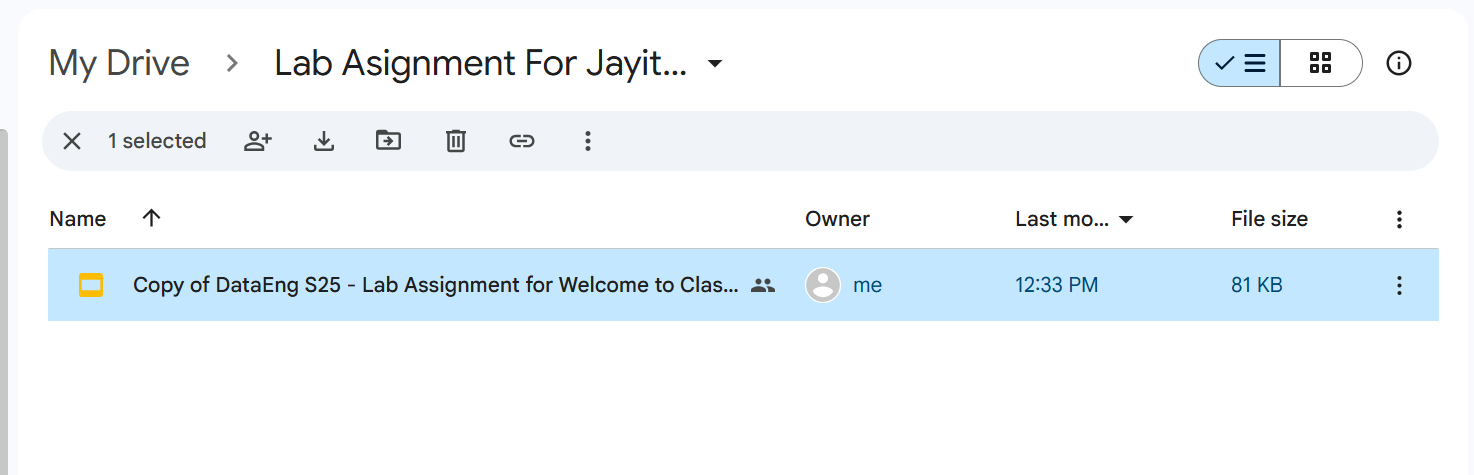 My Drive > Lab Asignment For Jayit...
1 selected
Name Owner Last mo... File size
Copy of DataEng S25 - Lab Assignment for Welcome to Clas... me 12:33 PM 81 KB